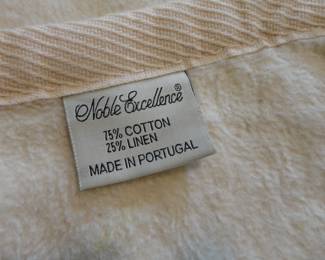 Noble Excellence®
75% COTTON
25% LINEN
MADE IN PORTUGAL